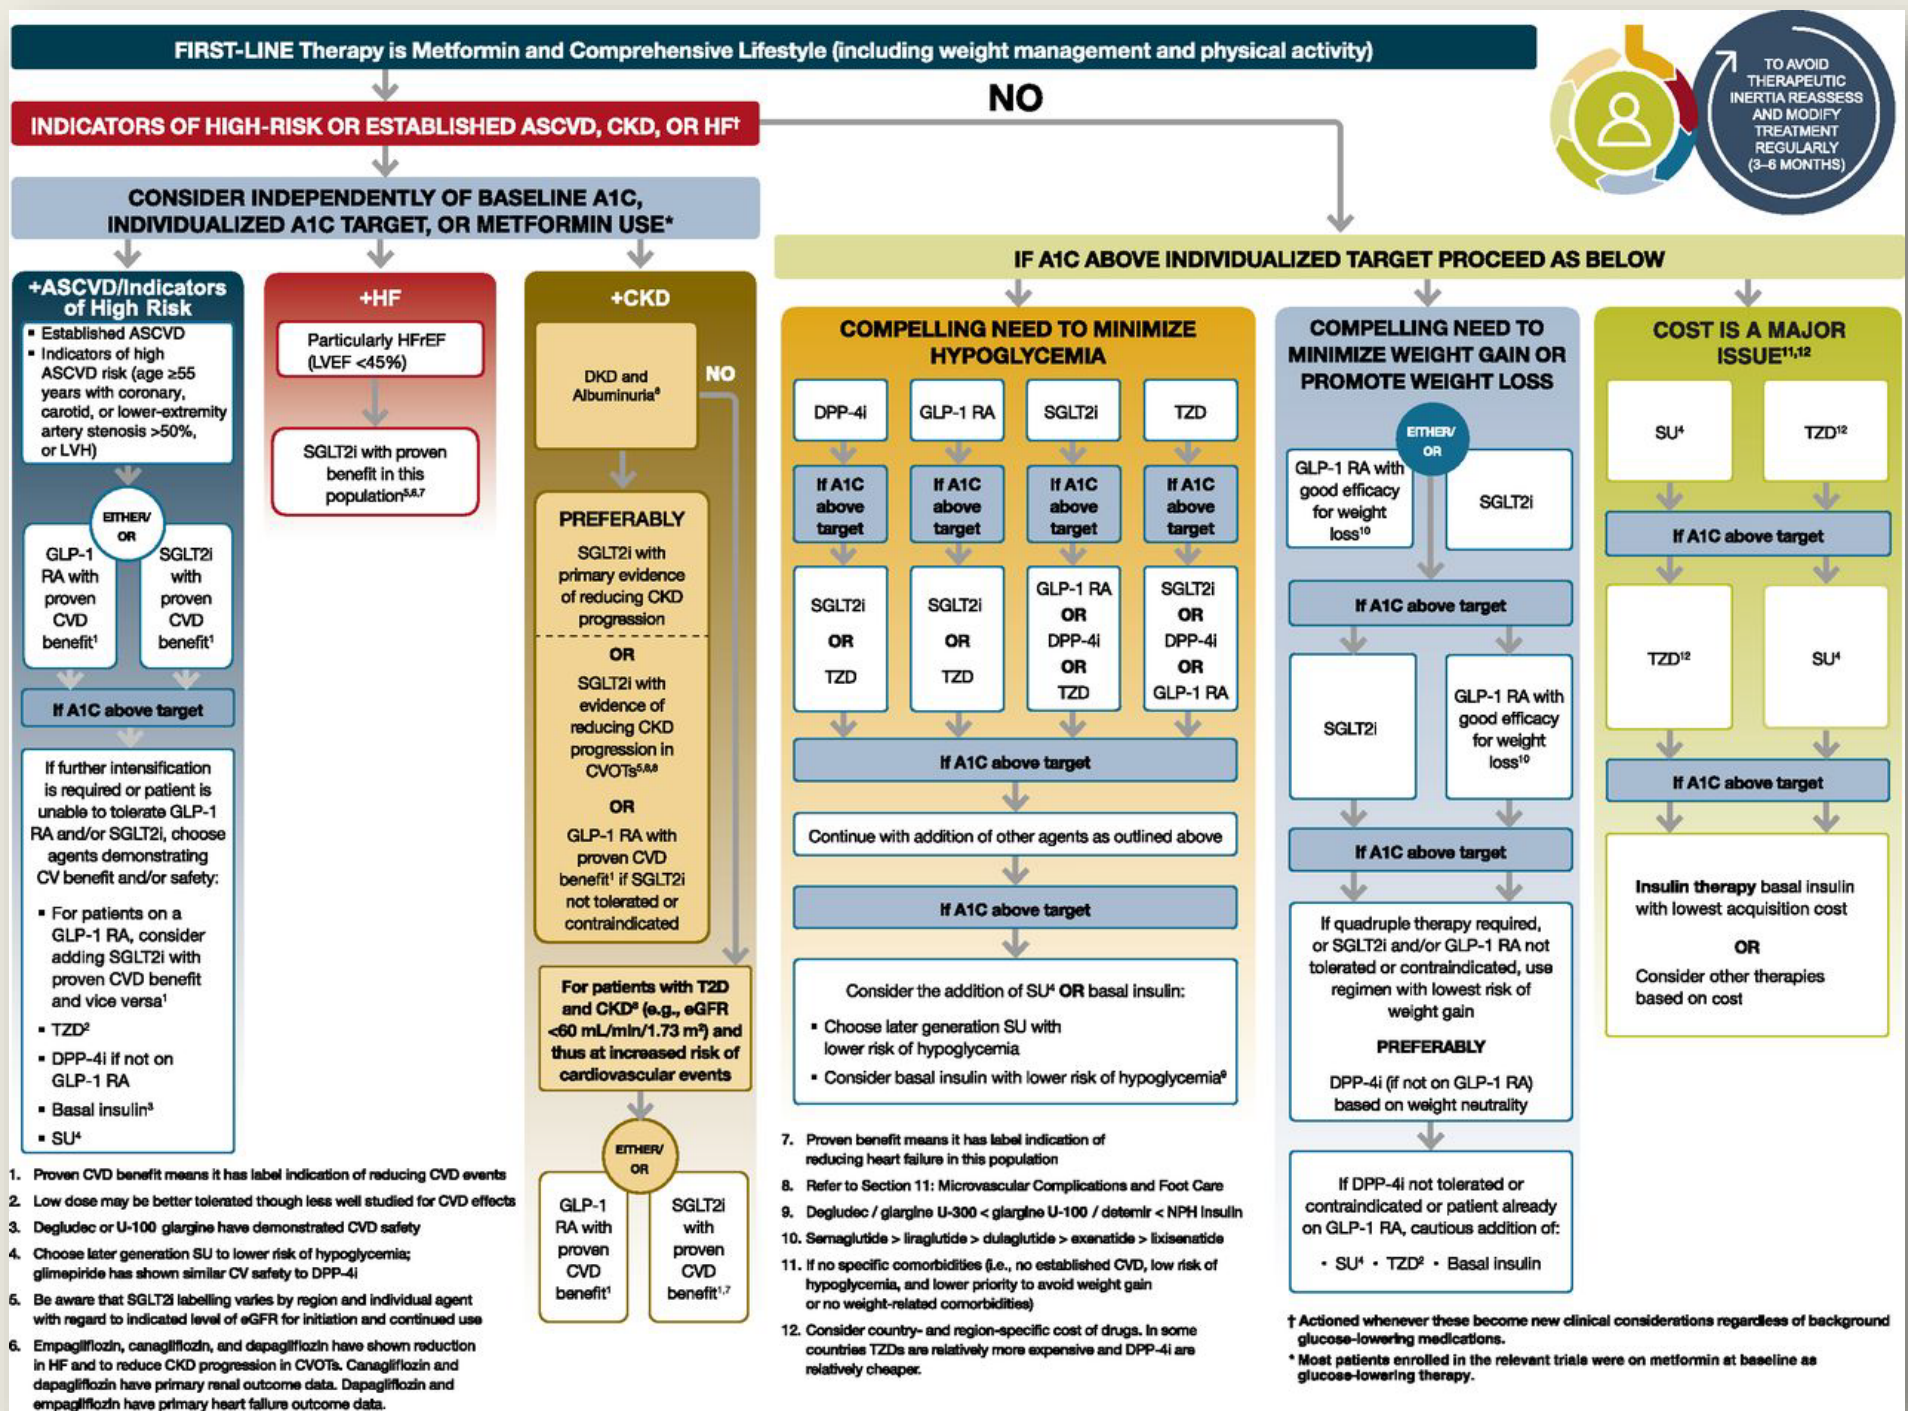 FIRST-LINE Therapy is Metformin and Comprehensive Lifestyle (including weight management and physical activity)
TO AVOID
THERAPEUTIC
INERTIA REASSESS
AND MODIFY
TREATMENT
REGULARLY
(3–6 MONTHS)
NO
INDICATORS OF HIGH-RISK OR ESTABLISHED ASCVD, CKD, OR HF†
CONSIDER INDEPENDENTLY OF BASELINE A1C,
INDIVIDUALIZED A1C TARGET, OR METFORMIN USE*
+ASCVD/Indicators
of High Risk
▪ Established ASCVD
▪ Indicators of high
ASCVD risk (age ≥55
years with coronary,
carotid, or lower-extremity
artery stenosis >50%,
or LVH)
EITHER/
OR
GLP-1
RA with
proven
CVD
benefit¹
SGLT2i
with
proven
CVD
benefit¹
If A1C above target
If further intensification
is required or patient is
unable to tolerate GLP-1
RA and/or SGLT2i, choose
agents demonstrating
CV benefit and/or safety:
▪ For patients on a
GLP-1 RA, consider
adding SGLT2i with
proven CVD benefit
and vice versa¹
▪ TZD²
▪ DPP-4i if not on
GLP-1 RA
▪ Basal insulin³
▪ SU⁴
+HF
Particularly HFrEF
(LVEF <45%)
SGLT2i with proven
benefit in this
population⁵,⁶,⁷
+CKD
DKD and
Albuminuria⁸
NO
PREFERABLY
SGLT2i with
primary evidence
of reducing CKD
progression
OR
SGLT2i with
evidence of
reducing CKD
progression in
CVOTs⁵,⁶,⁸
OR
GLP-1 RA with
proven CVD
benefit¹ if SGLT2i
not tolerated or
contraindicated
For patients with T2D
and CKD⁸ (e.g., eGFR
<60 mL/min/1.73 m²) and
thus at increased risk of
cardiovascular events
EITHER/
OR
GLP-1
RA with
proven
CVD
benefit¹
SGLT2i
with
proven
CVD
benefit¹,⁷
IF A1C ABOVE INDIVIDUALIZED TARGET PROCEED AS BELOW
COMPELLING NEED TO MINIMIZE
HYPOGLYCEMIA
DPP-4i
GLP-1 RA
SGLT2i
TZD
If A1C
above
target
If A1C
above
target
If A1C
above
target
If A1C
above
target
SGLT2i
OR
TZD
SGLT2i
OR
TZD
GLP-1 RA
OR
DPP-4i
OR
TZD
SGLT2i
OR
DPP-4i
OR
GLP-1 RA
If A1C above target
Continue with addition of other agents as outlined above
If A1C above target
Consider the addition of SU⁴ OR basal insulin:
▪ Choose later generation SU with
lower risk of hypoglycemia
▪ Consider basal insulin with lower risk of hypoglycemia⁹
COMPELLING NEED TO
MINIMIZE WEIGHT GAIN OR
PROMOTE WEIGHT LOSS
EITHER/
OR
GLP-1 RA with
good efficacy
for weight
loss¹⁰
SGLT2i
If A1C above target
SGLT2i
GLP-1 RA with
good efficacy
for weight
loss¹⁰
If A1C above target
If quadruple therapy required,
or SGLT2i and/or GLP-1 RA not
tolerated or contraindicated, use
regimen with lowest risk of
weight gain
PREFERABLY
DPP-4i (if not on GLP-1 RA)
based on weight neutrality
If DPP-4i not tolerated or
contraindicated or patient already
on GLP-1 RA, cautious addition of:
• SU⁴ • TZD² • Basal insulin
COST IS A MAJOR
ISSUE¹¹,¹²
SU⁴
TZD¹²
If A1C above target
TZD¹²
SU⁴
If A1C above target
Insulin therapy basal insulin
with lowest acquisition cost
OR
Consider other therapies
based on cost
1. Proven CVD benefit means it has label indication of reducing CVD events
2. Low dose may be better tolerated though less well studied for CVD effects
3. Degludec or U-100 glargine have demonstrated CVD safety
4. Choose later generation SU to lower risk of hypoglycemia;
glimepiride has shown similar CV safety to DPP-4i
5. Be aware that SGLT2i labelling varies by region and individual agent
with regard to indicated level of eGFR for initiation and continued use
6. Empagliflozin, canagliflozin, and dapagliflozin have shown reduction
in HF and to reduce CKD progression in CVOTs. Canagliflozin and
dapagliflozin have primary renal outcome data. Dapagliflozin and
empagliflozin have primary heart failure outcome data.
7. Proven benefit means it has label indication of
reducing heart failure in this population
8. Refer to Section 11: Microvascular Complications and Foot Care
9. Degludec / glargine U-300 < glargine U-100 / detemir < NPH insulin
10. Semaglutide > liraglutide > dulaglutide > exenatide > lixisenatide
11. If no specific comorbidities (i.e., no established CVD, low risk of
hypoglycemia, and lower priority to avoid weight gain
or no weight-related comorbidities)
12. Consider country- and region-specific cost of drugs. In some
countries TZDs are relatively more expensive and DPP-4i are
relatively cheaper.
† Actioned whenever these become new clinical considerations regardless of background
glucose-lowering medications.
* Most patients enrolled in the relevant trials were on metformin at baseline as
glucose-lowering therapy.